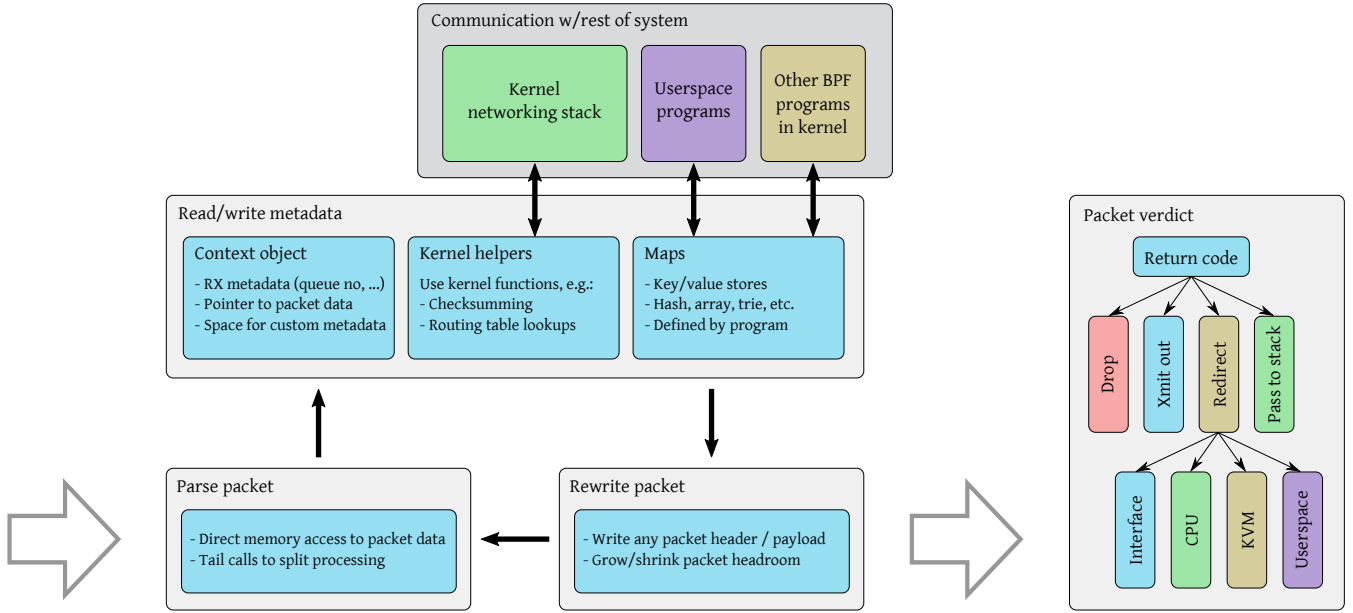 Communication w/rest of system
Kernel
networking stack
Userspace
programs
Other BPF
programs
in kernel
Read/write metadata
Context object
- RX metadata (queue no, ...)
- Pointer to packet data
- Space for custom metadata
Kernel helpers
Use kernel functions, e.g.:
- Checksumming
- Routing table lookups
Maps
- Key/value stores
- Hash, array, trie, etc.
- Defined by program
Parse packet
- Direct memory access to packet data
- Tail calls to split processing
Rewrite packet
- Write any packet header / payload
- Grow/shrink packet headroom
Packet verdict
Return code
Drop
Xmit out
Redirect
Pass to stack
Interface
CPU
KVM
Userspace